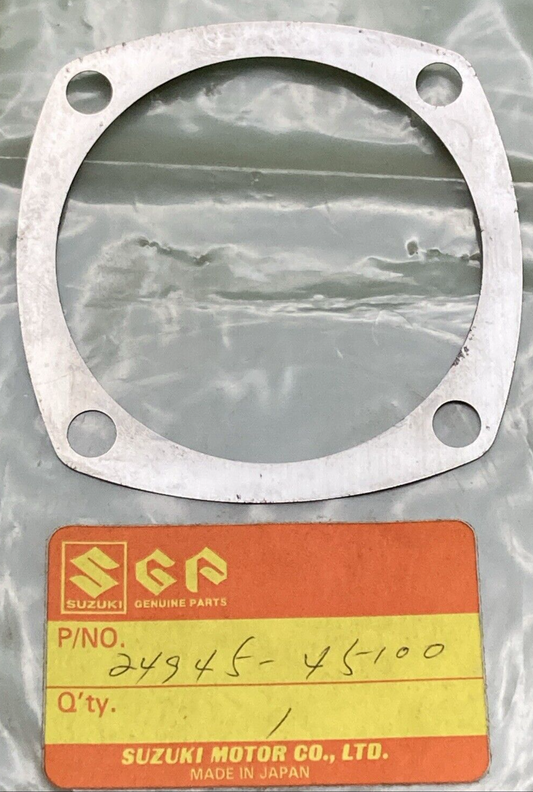 SUZUKI
SGP
GENUINE PARTS
P/NO.
24945-45100
Q'ty.
1
SUZUKI MOTOR CO., LTD.
MADE IN JAPAN